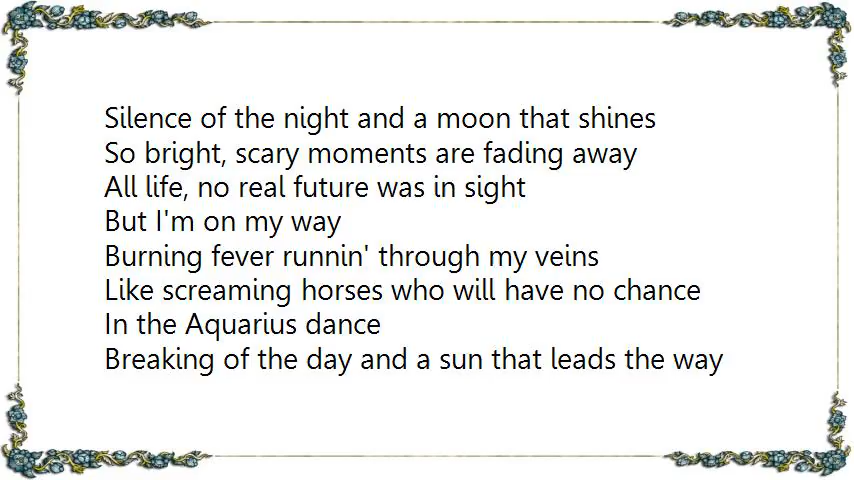 Silence of the night and a moon that shines
So bright, scary moments are fading away
All life, no real future was in sight
But I'm on my way
Burning fever runnin' through my veins
Like screaming horses who will have no chance
In the Aquarius dance
Breaking of the day and a sun that leads the way